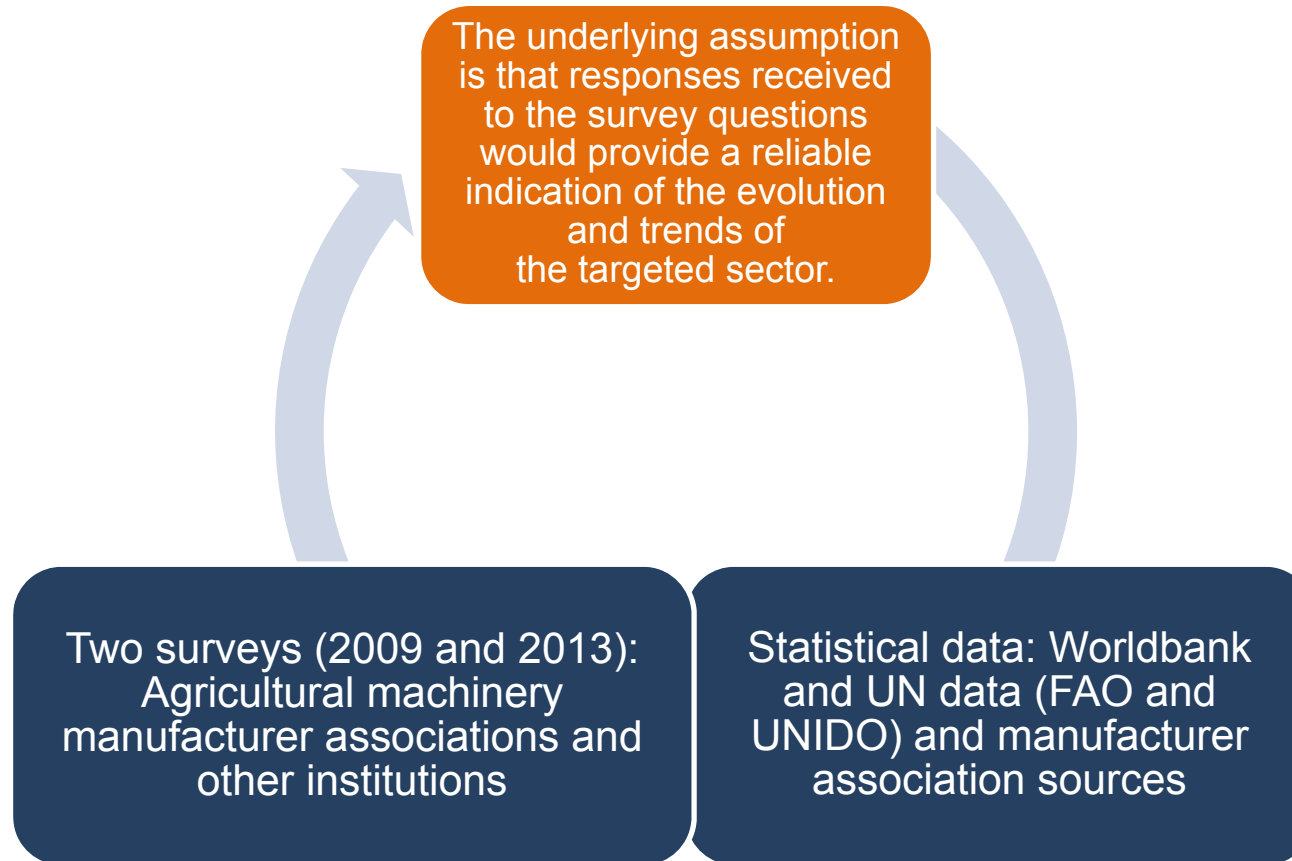 The underlying assumption
is that responses received
to the survey questions
would provide a reliable
indication of the evolution
and trends of
the targeted sector.
Two surveys (2009 and 2013):
Agricultural machinery
manufacturer associations and
other institutions
Statistical data: Worldbank
and UN data (FAO and
UNIDO) and manufacturer
association sources